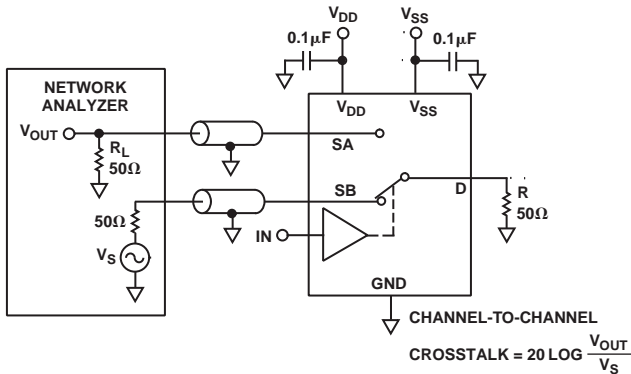 VDD
VSS
0.1µF
0.1µF
NETWORK
ANALYZER
VDD
VSS
VOUT
SA
RL
50Ω
SB
D
R
50Ω
50Ω
IN
VS
GND
CHANNEL-TO-CHANNEL
CROSSTALK = 20 LOG VOUT/VS